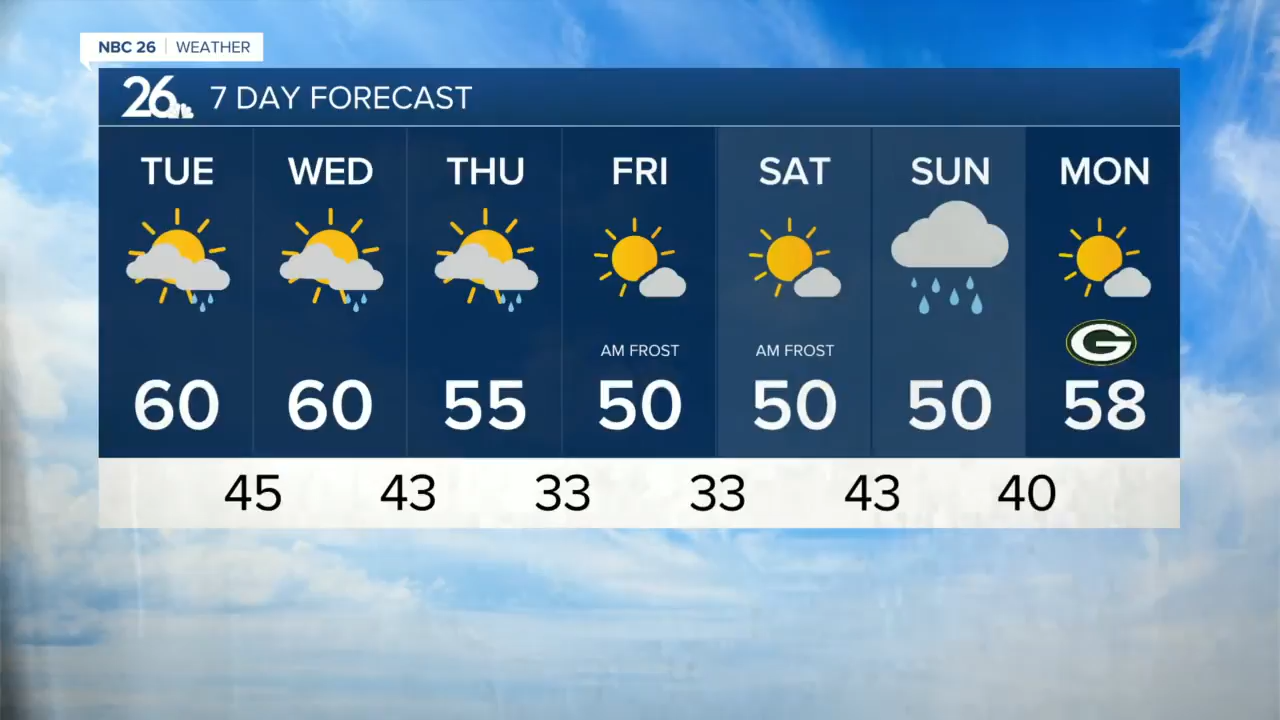 NBC 26 | WEATHER
26 7 DAY FORECAST
TUE WED THU FRI SAT SUN MON
AM FROST AM FROST G
60 60 55 50 50 50 58
45 43 33 33 43 40